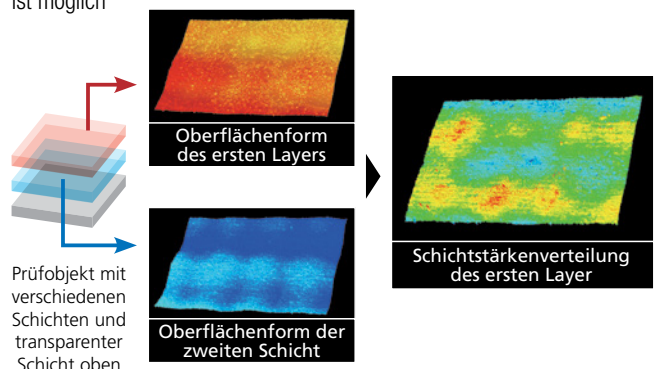 ist möglich
Oberflächenform
des ersten Layers
Prüfobjekt mit
verschiedenen
Schichten und
transparenter
Schicht oben
Oberflächenform der
zweiten Schicht
Schichtstärkenverteilung
des ersten Layer